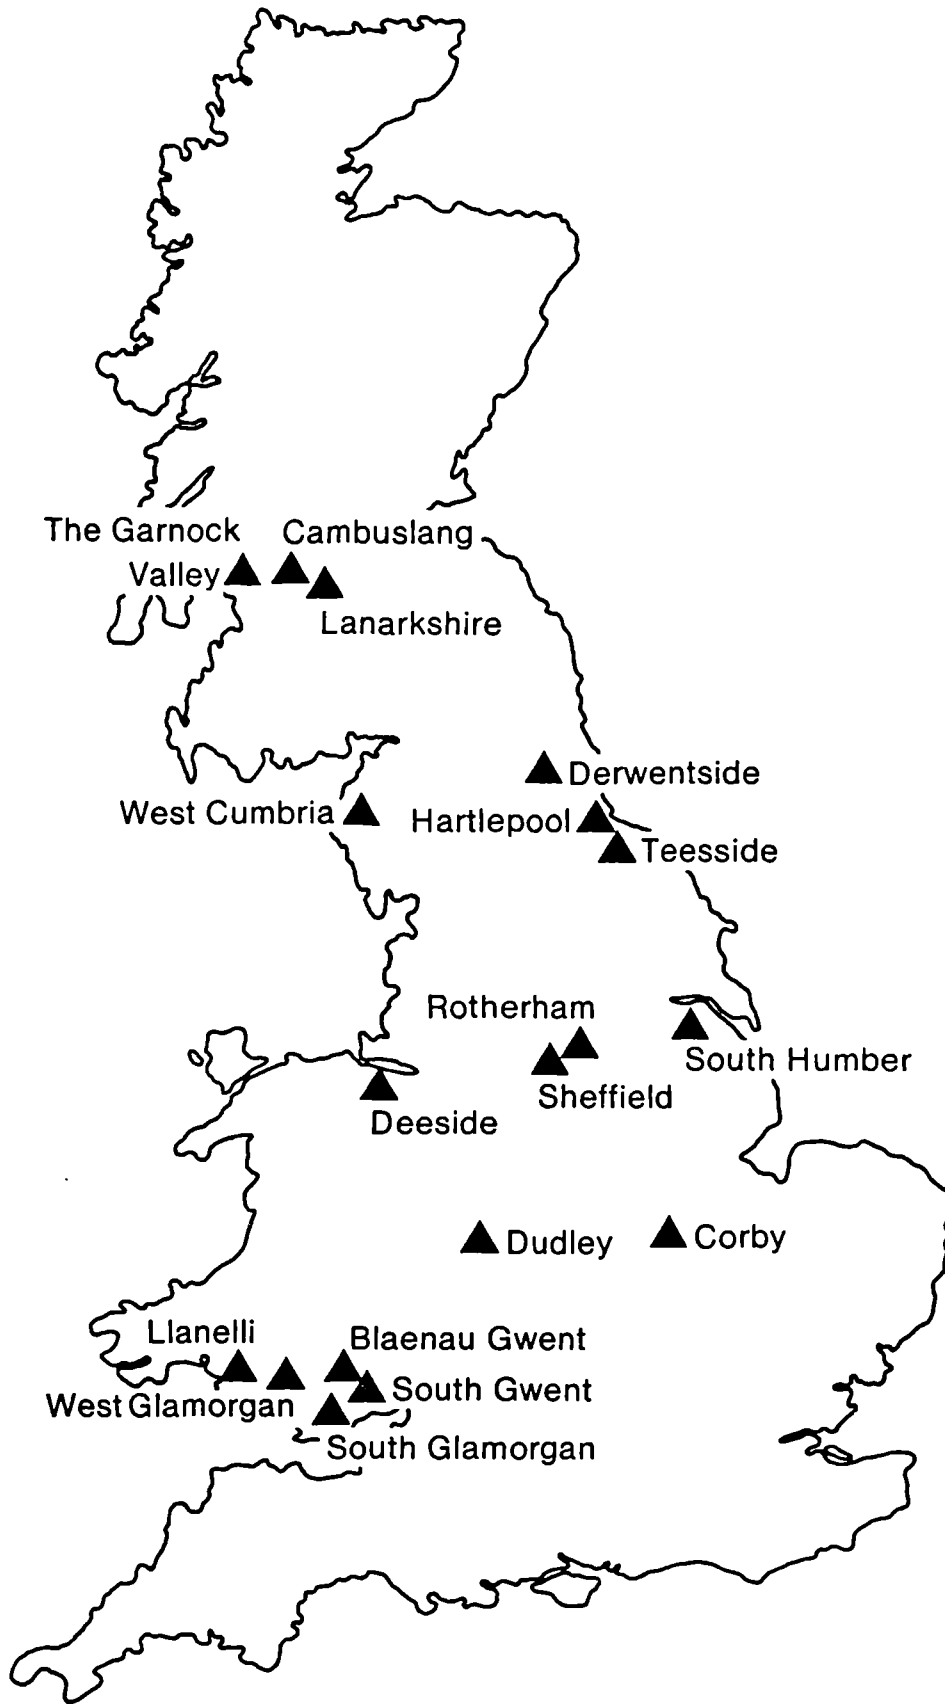 The Garnock
Valley
Cambuslang
Lanarkshire
Derwentside
West Cumbria
Hartlepool
Teesside
Rotherham
South Humber
Sheffield
Deeside
Dudley
Corby
Llanelli
Blaenau Gwent
South Gwent
West Glamorgan
South Glamorgan